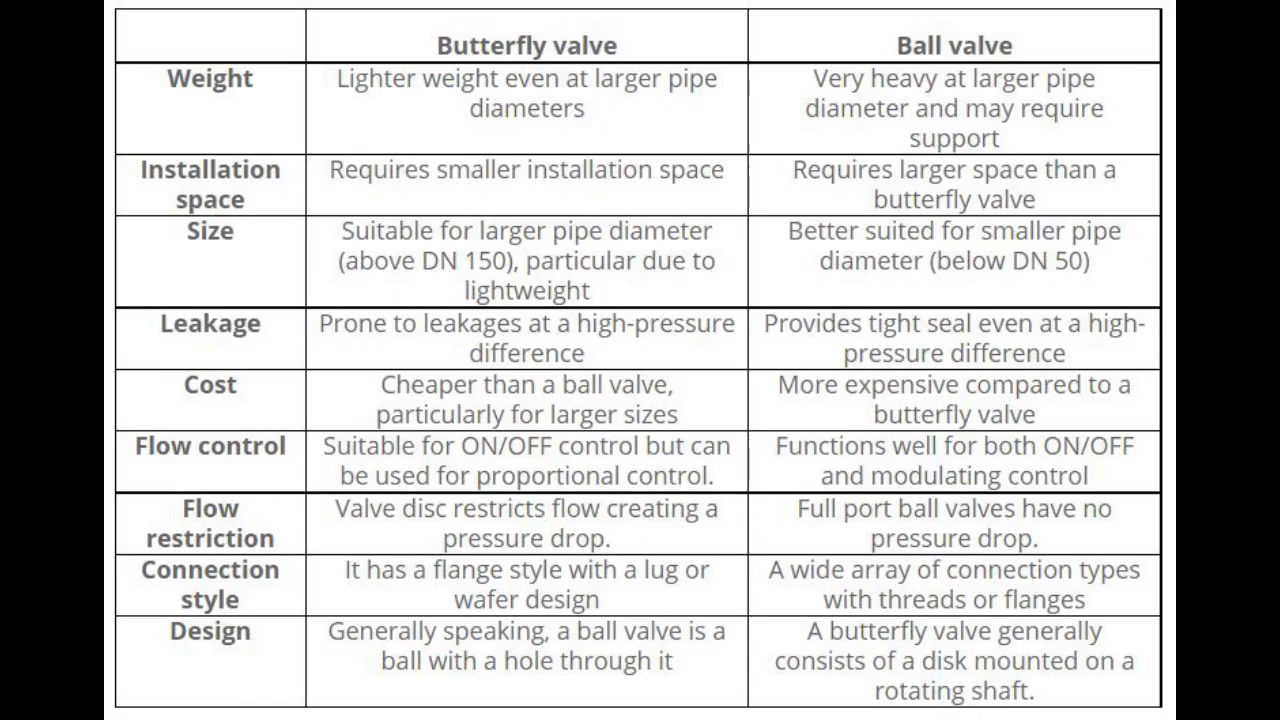 Butterfly valve Ball valve
Weight Lighter weight even at larger pipe Very heavy at larger pipe
diameters diameter and may require
support
Installation Requires smaller installation space Requires larger space than a
space butterfly valve
Size Suitable for larger pipe diameter Better suited for smaller pipe
(above DN 150), particular due to diameter (below DN 50)
lightweight
Leakage Prone to leakages at a high-pressure Provides tight seal even at a high-
difference pressure difference
Cost Cheaper than a ball valve, More expensive compared to a
particularly for larger sizes butterfly valve
Flow control Suitable for ON/OFF control but can Functions well for both ON/OFF
be used for proportional control. and modulating control
Flow Valve disc restricts flow creating a Full port ball valves have no
restriction pressure drop. pressure drop.
Connection It has a flange style with a lug or A wide array of connection types
style wafer design with threads or flanges
Design Generally speaking, a ball valve is a A butterfly valve generally
ball with a hole through it consists of a disk mounted on a
rotating shaft.